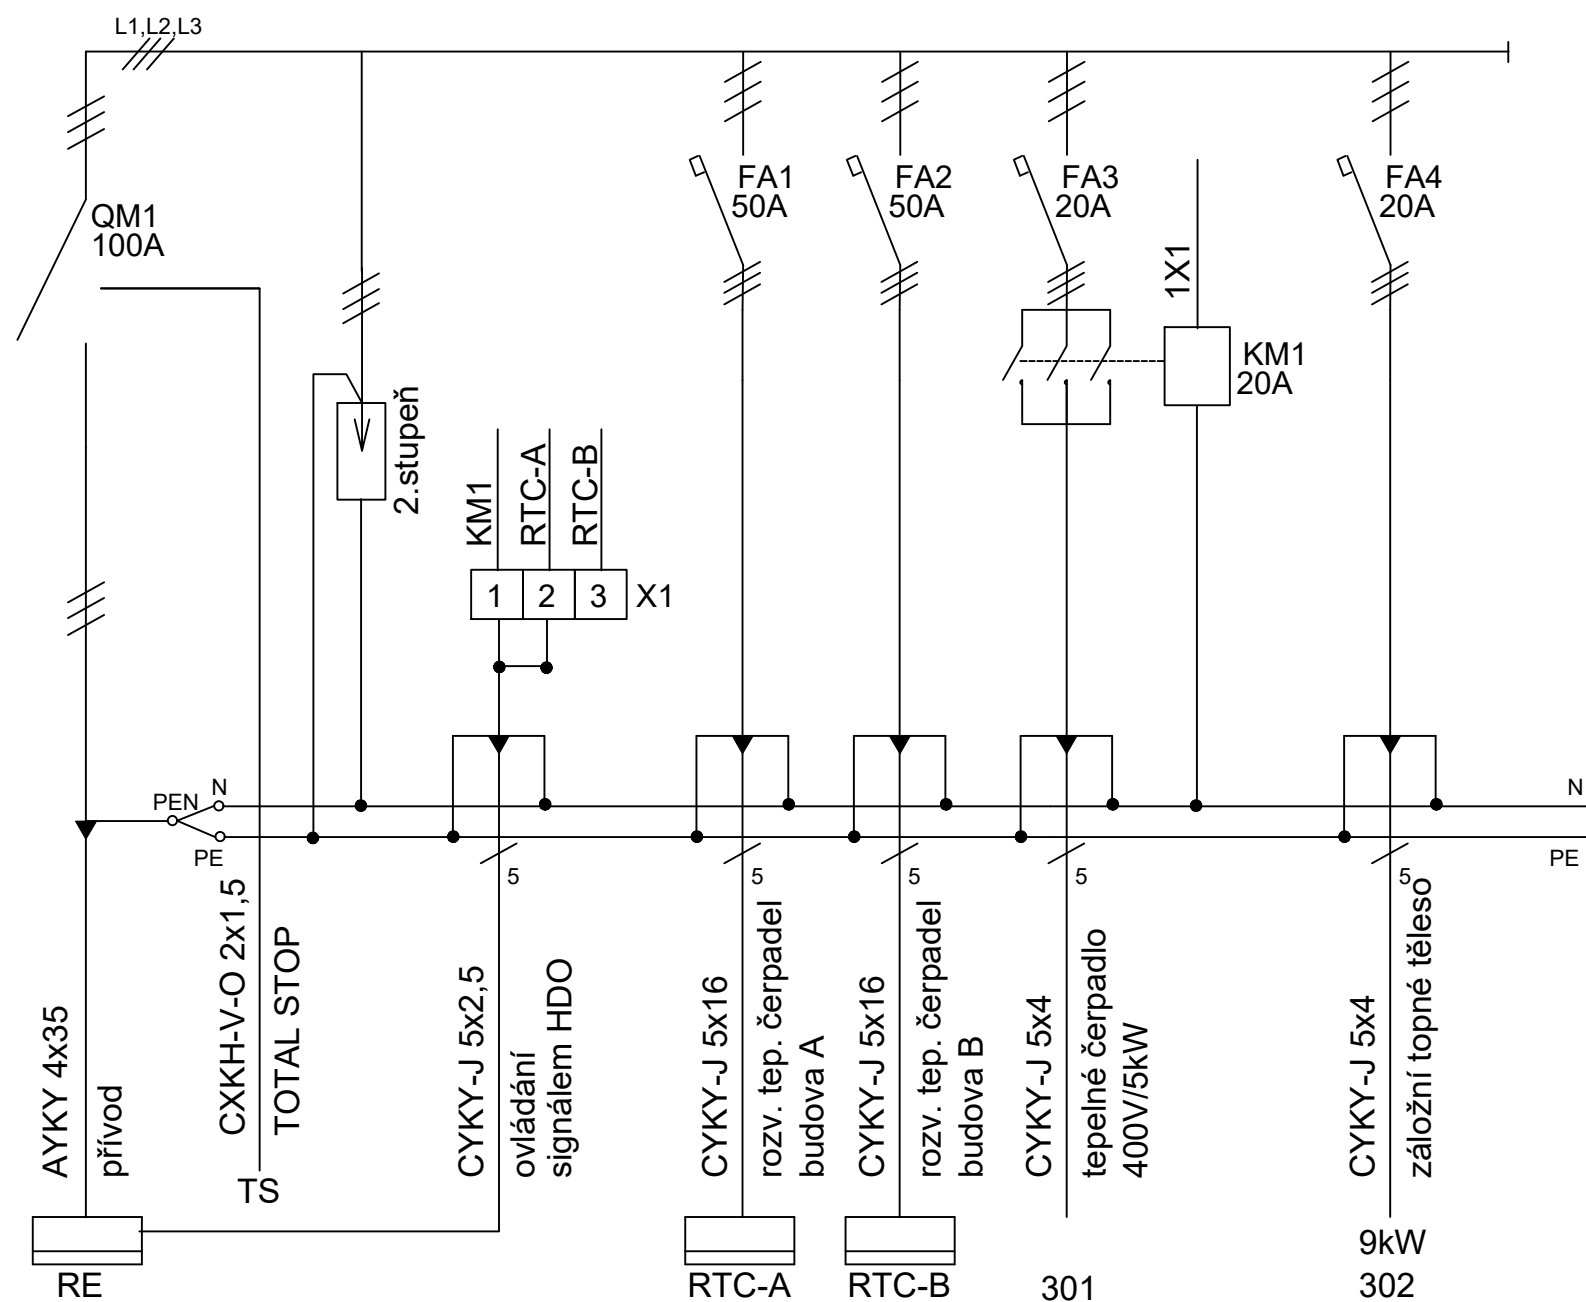 L1,L2,L3
QM1
100A
2.stupeň
KM1
RTC-A
RTC-B
1
2
3
X1
FA1
50A
FA2
50A
FA3
20A
1X1
KM1
20A
FA4
20A
PEN
N
PE
N
PE
5
5
5
5
5
AYKY 4x35
přívod
CXKH-V-O 2x1,5
TOTAL STOP
TS
CYKY-J 5x2,5
ovládání
signálem HDO
CYKY-J 5x16
rozv. tep. čerpadel
budova A
CYKY-J 5x16
rozv. tep. čerpadel
budova B
CYKY-J 5x4
tepelné čerpadlo
400V/5kW
CYKY-J 5x4
záložní topné těleso
9kW
RE
RTC-A
RTC-B
301
302